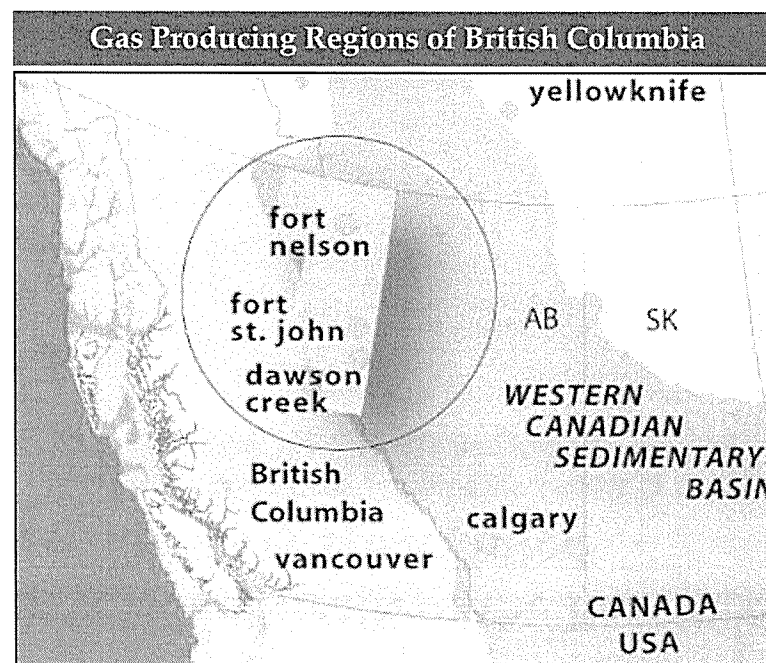 Gas Producing Regions of British Columbia
yellowknife
fort
nelson
fort
st. john
AB
SK
dawson
creek
WESTERN
CANADIAN
SEDIMENTARY
BASIN
British
Columbia
calgary
vancouver
CANADA
USA